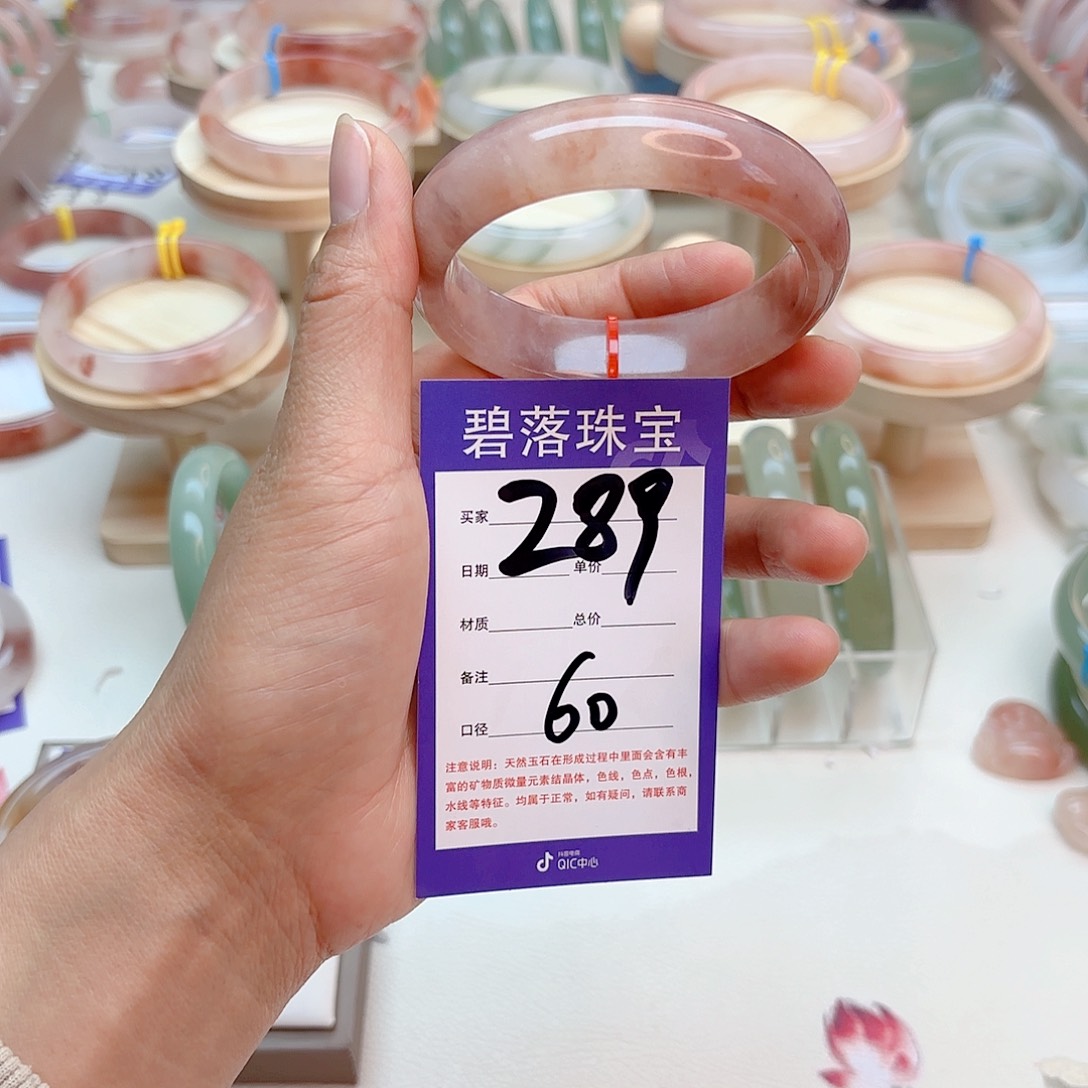 碧落珠宝
289
买家
日期 单价
材质 总价
备注
60
口径
注意说明：天然玉石在形成过程中里面会含有丰
富的矿物质微量元素结晶体，色线，色点，色根，
水线等特征。均属于正常，如有疑问，请联系商
家客服哦。
抖音电商
QIC中心